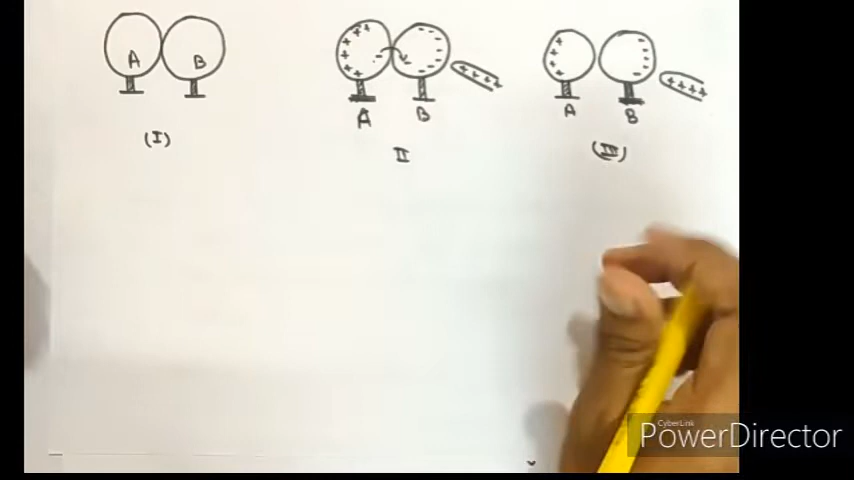 A B
(I)
+ + + + + + - - - - - - - - + + + +
A B
II
+ + + + - - - - - + + + +
A B
(III)
CyberLink
PowerDirector